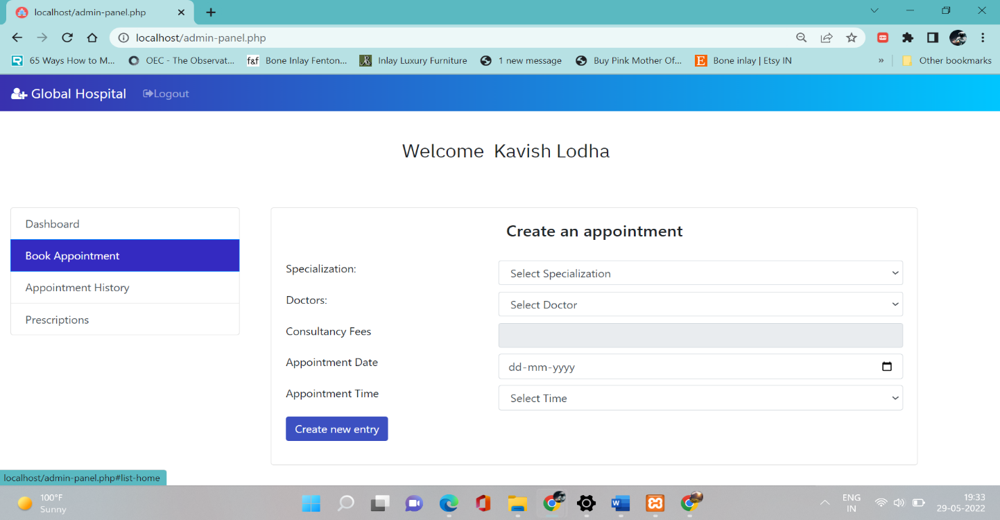 localhost/admin-panel.php
localhost/admin-panel.php
65 Ways How to M... OEC - The Observat... f&f Bone Inlay Fenton... Inlay Luxury Furniture 1 new message Buy Pink Mother Of... E Bone inlay | Etsy IN » Other bookmarks
Global Hospital Logout
Welcome Kavish Lodha
Dashboard
Book Appointment
Appointment History
Prescriptions
Create an appointment
Specialization: Select Specialization
Doctors: Select Doctor
Consultancy Fees
Appointment Date dd-mm-yyyy
Appointment Time Select Time
Create new entry
localhost/admin-panel.php#list-home
100°F
Sunny
ENG
IN
19:33
29-05-2022